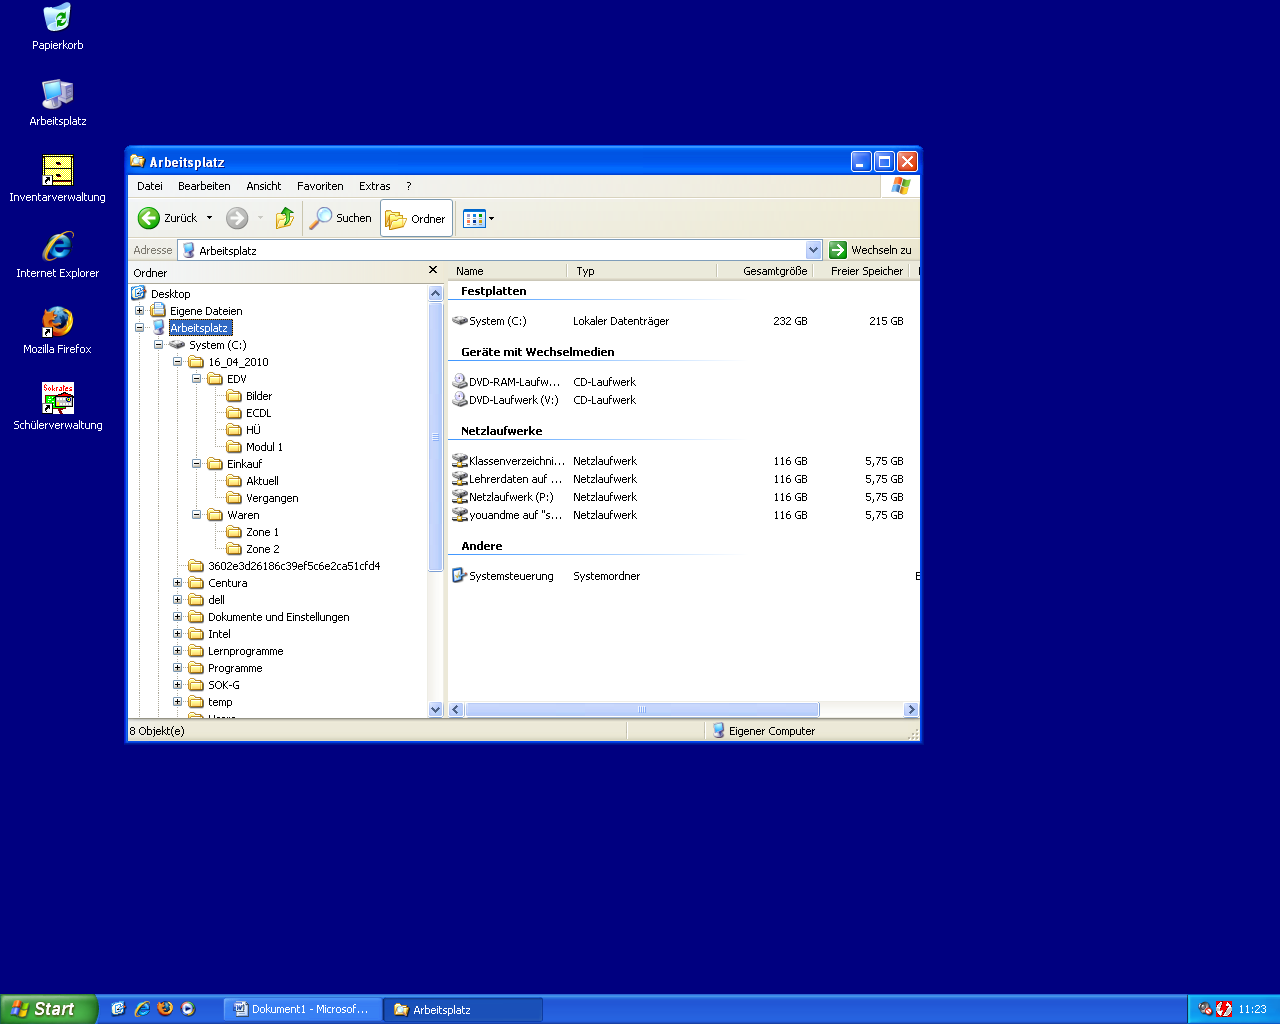 Papierkorb
Arbeitsplatz
Inventarverwaltung
Internet Explorer
Mozilla Firefox
Sokrates
Schülerverwaltung
Arbeitsplatz
Datei Bearbeiten Ansicht Favoriten Extras ?
Zurück Suchen Ordner
Adresse Arbeitsplatz Wechseln zu
Ordner
Desktop
Eigene Dateien
Arbeitsplatz
System (C:)
16_04_2010
EDV
Bilder
ECDL
HÜ
Modul 1
Einkauf
Aktuell
Vergangen
Waren
Zone 1
Zone 2
3602e3d26186c39ef5c6e2ca51cfd4
Centura
dell
Dokumente und Einstellungen
Intel
Lernprogramme
Programme
SOK-G
temp
Name Typ Gesamtgröße Freier Speicher
Festplatten
System (C:) Lokaler Datenträger 232 GB 215 GB
Geräte mit Wechselmedien
DVD-RAM-Laufw... CD-Laufwerk
DVD-Laufwerk (V:) CD-Laufwerk
Netzlaufwerke
Klassenverzeichni... Netzlaufwerk 116 GB 5,75 GB
Lehrerdaten auf ... Netzlaufwerk 116 GB 5,75 GB
Netzlaufwerk (P:) Netzlaufwerk 116 GB 5,75 GB
youandme auf "s... Netzlaufwerk 116 GB 5,75 GB
Andere
Systemsteuerung Systemordner
8 Objekt(e) Eigener Computer
Start Dokument1 - Microsof... Arbeitsplatz 11:23